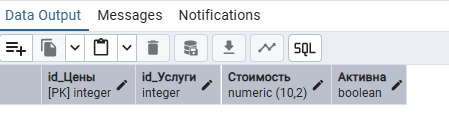 Data Output Messages Notifications
SQL
id_Цены id_Услуги Стоимость Активна
[PK] integer integer numeric (10,2) boolean